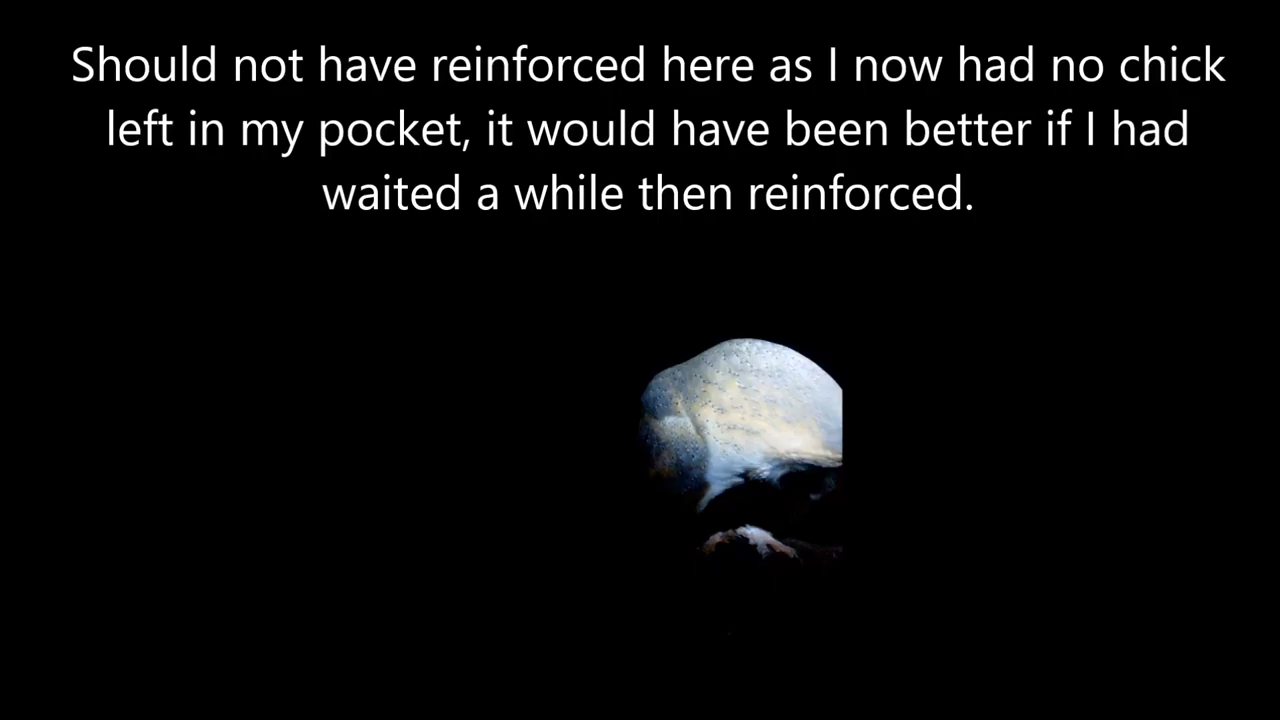 Should not have reinforced here as I now had no chick
left in my pocket, it would have been better if I had
waited a while then reinforced.